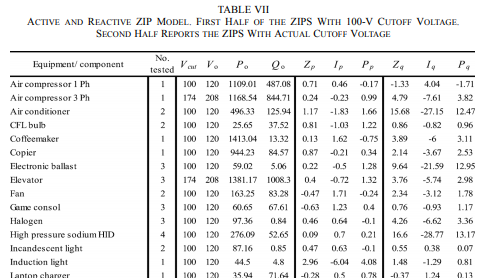 TABLE VII
ACTIVE AND REACTIVE ZIP MODEL. FIRST HALF OF THE ZIPS WITH 100-V CUTOFF VOLTAGE.
SECOND HALF REPORTS THE ZIPS WITH ACTUAL CUTOFF VOLTAGE
Equipment/ component No. tested Vcut Vo Po Qo Zp Ip Pp Zq Iq Pq
Air compressor 1 Ph 1 100 120 1109.01 487.08 0.71 0.46 -0.17 -1.33 4.04 -1.71
Air compressor 3 Ph 1 174 208 1168.54 844.71 0.24 -0.23 0.99 4.79 -7.61 3.82
Air conditioner 2 100 120 496.33 125.94 1.17 -1.83 1.66 15.68 -27.15 12.47
CFL bulb 2 100 120 25.65 37.52 0.81 -1.03 1.22 0.86 -0.82 0.96
Coffeemaker 1 100 120 1413.04 13.32 0.13 1.62 -0.75 3.89 -6 3.11
Copier 1 100 120 944.23 84.57 0.87 -0.21 0.34 2.14 -3.67 2.53
Electronic ballast 3 100 120 59.02 5.06 0.22 -0.5 1.28 9.64 -21.59 12.95
Elevator 3 174 208 1381.17 1008.3 0.4 -0.72 1.32 3.76 -5.74 2.98
Fan 2 100 120 163.25 83.28 -0.47 1.71 -0.24 2.34 -3.12 1.78
Game consol 3 100 120 60.65 67.61 -0.63 1.23 0.4 0.76 -0.93 1.17
Halogen 3 100 120 97.36 0.84 0.46 0.64 -0.1 4.26 -6.62 3.36
High pressure sodium HID 4 100 120 276.09 52.65 0.09 0.7 0.21 16.6 -28.77 13.17
Incandescent light 2 100 120 87.16 0.85 0.47 0.63 -0.1 0.55 0.38 0.07
Induction light 1 100 120 44.5 4.8 2.96 -6.04 4.08 1.48 -1.29 0.81
Laptop charger 1 100 120 35.94 71.64 -0.28 0.5 0.78 -0.37 1.24 0.13